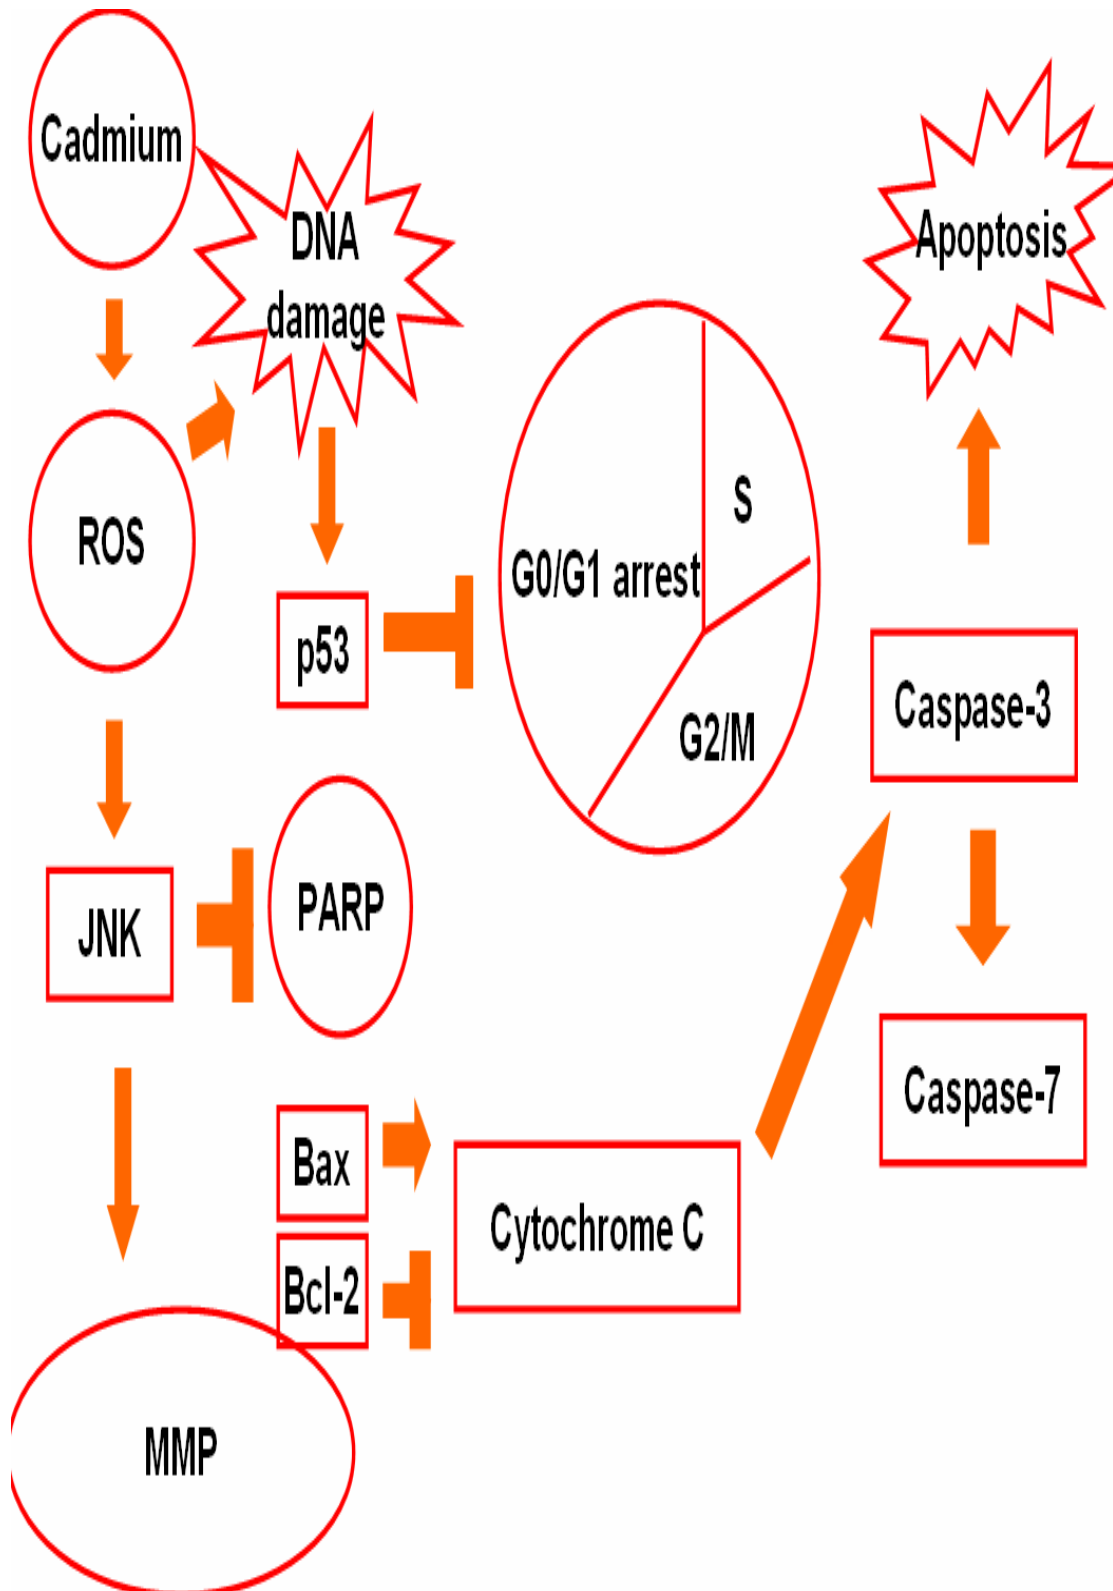 Cadmium
DNA
damage
Apoptosis
ROS
S
G0/G1 arrest
p53
Caspase-3
G2/M
JNK
PARP
Caspase-7
Bax
Cytochrome C
Bcl-2
MMP